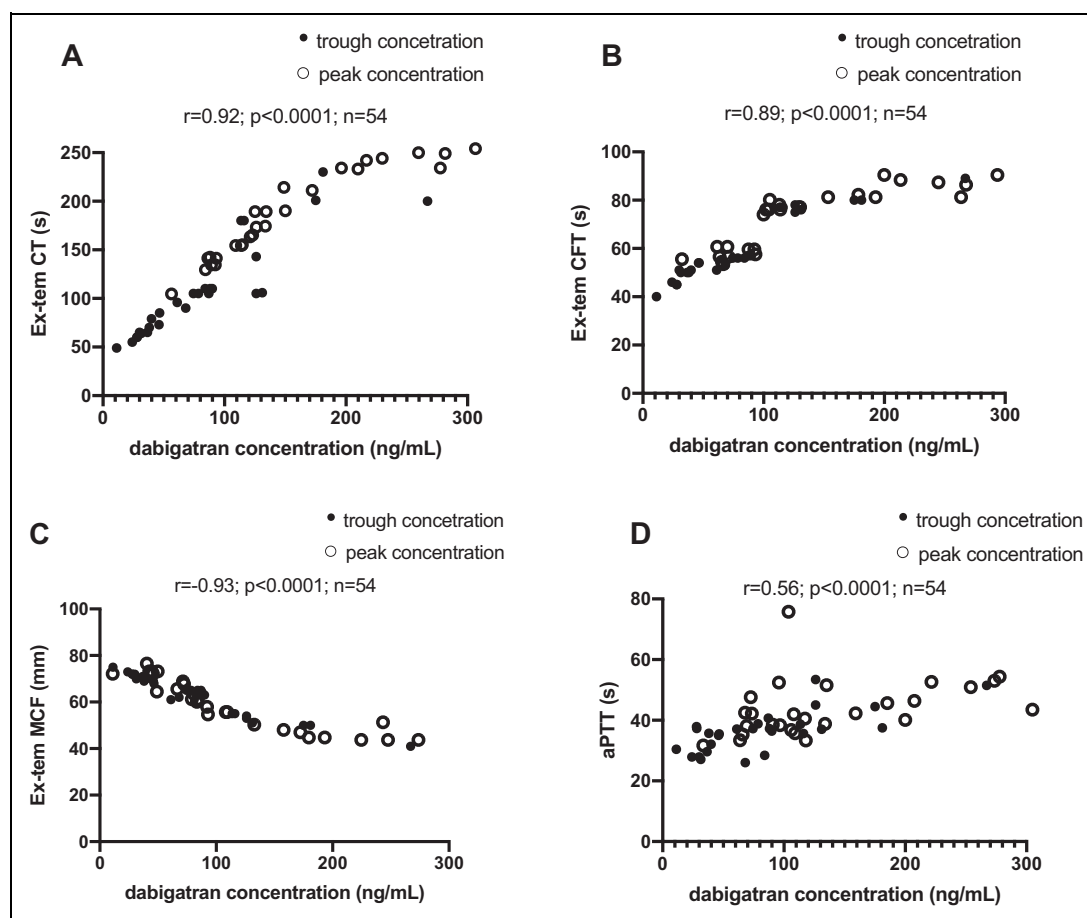 A
• trough concetration
○ peak concentration
r=0.92; p<0.0001; n=54
Ex-tem CT (s)
250
200
150
100
50
0
0 100 200 300
dabigatran concentration (ng/mL)
B
• trough concetration
○ peak concentration
r=0.89; p<0.0001; n=54
Ex-tem CFT (s)
100
80
60
40
20
0
0 100 200 300
dabigatran concentration (ng/mL)
C
• trough concetration
○ peak concentration
r=-0.93; p<0.0001; n=54
Ex-tem MCF (mm)
100
80
60
40
20
0
0 100 200 300
dabigatran concentration (ng/mL)
D
• trough concetration
○ peak concentration
r=0.56; p<0.0001; n=54
aPTT (s)
80
60
40
20
0
0 100 200 300
dabigatran concentration (ng/mL)